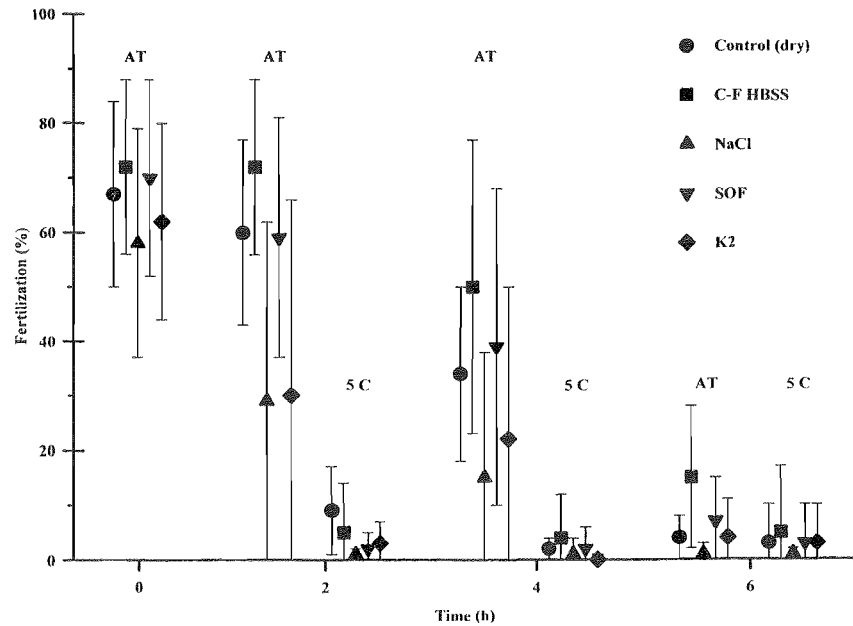 100
80
60
40
20
0
Fertilization (%)
AT
AT
AT
5 C
5 C
AT
5 C
Control (dry)
C-F HBSS
NaCl
SOF
K2
0
2
4
6
Time (h)